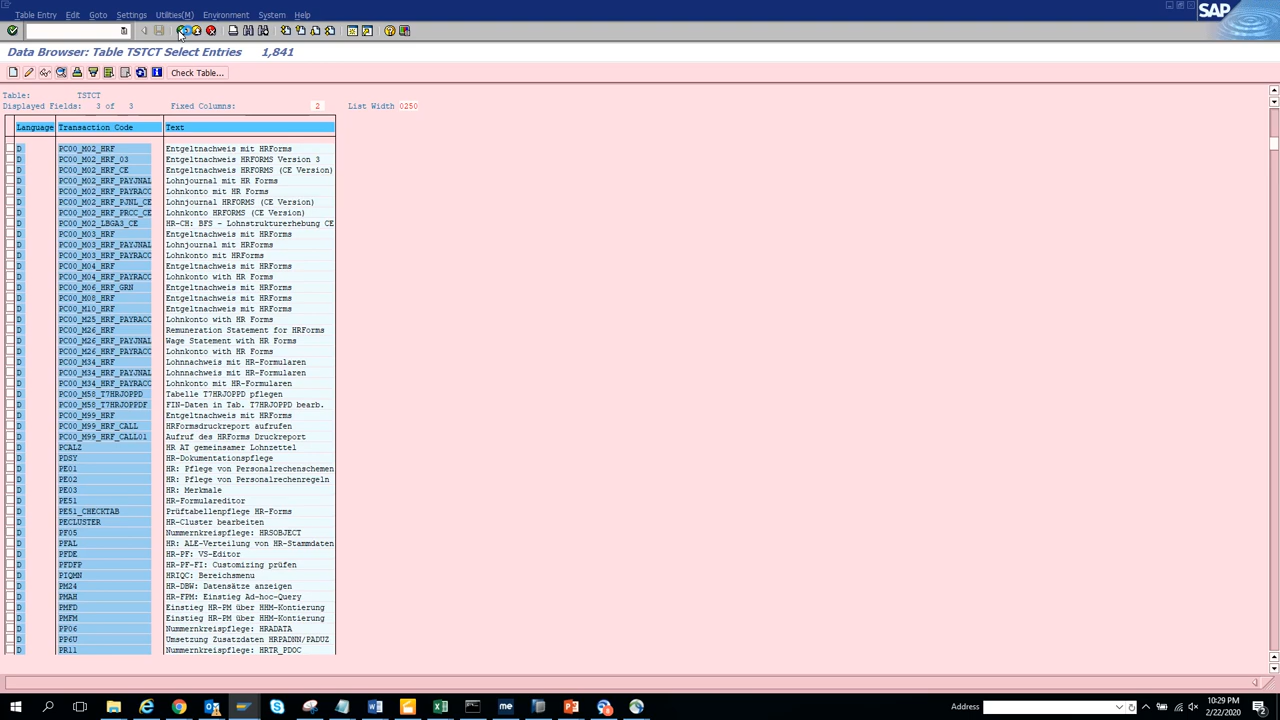 Table Entry Edit Goto Settings Utilities(M) Environment System Help
SAP
Data Browser: Table TSTCT Select Entries 1,841
Check Table...
Table: TSTCT
Displayed Fields: 3 of 3 Fixed Columns: 2 List Width 0250
Language Transaction Code Text
D PC00_M02_HRF Entgeltnachweis mit HRForms
D PC00_M02_HRF_03 Entgeltnachweis HRFORMS Version 3
D PC00_M02_HRF_CE Entgeltnachweis HRFORMS (CE Version)
D PC00_M02_HRF_PAYJNAL Lohnjournal mit HR Forms
D PC00_M02_HRF_PAYRACC Lohnkonto mit HR Forms
D PC00_M02_HRF_PJNL_CE Lohnjournal HRFORMS (CE Version)
D PC00_M02_HRF_PRCC_CE Lohnkonto HRFORMS (CE Version)
D PC00_M02_LBGA3_CE HR-CH: BFS - Lohnstrukturerhebung CE
D PC00_M03_HRF Entgeltnachweis mit HRForms
D PC00_M03_HRF_PAYJNAL Lohnjournal mit HR Forms
D PC00_M03_HRF_PAYRACC Lohnkonto mit HRForms
D PC00_M04_HRF Entgeltnachweis mit HRForms
D PC00_M04_HRF_PAYRACC Lohnkonto with HR Forms
D PC00_M06_HRF_GRN Entgeltnachweis mit HRForms
D PC00_M08_HRF Entgeltnachweis mit HRForms
D PC00_M10_HRF Entgeltnachweis mit HRForms
D PC00_M25_HRF_PAYRACC Lohnkonto with HR Forms
D PC00_M26_HRF Remuneration Statement for HRForms
D PC00_M26_HRF_PAYJNAL Wage Statement with HR Forms
D PC00_M26_HRF_PAYRACC Lohnkonto with HR Forms
D PC00_M34_HRF Lohnnachweis mit HR-Formularen
D PC00_M34_HRF_PAYJNAL Lohnnachweis mit HR-Formularen
D PC00_M34_HRF_PAYRACC Lohnkonto mit HR-Formularen
D PC00_M58_T7HRJOPPD Tabelle T7HRJOPPD pflegen
D PC00_M58_T7HRJOPPDF FIN-Daten in Tab. T7HRJOPPD bearb.
D PC00_M99_HRF Entgeltnachweis mit HRForms
D PC00_M99_HRF_CALL HRFormsdruckreport aufrufen
D PC00_M99_HRF_CALL01 Aufruf des HRForms Druckreport
D PCALZ HR AT gemeinsamer Lohnzettel
D PDSY HR-Dokumentationspflege
D PE01 HR: Pflege von Personalrechenschemen
D PE02 HR: Pflege von Personalrechenregeln
D PE03 HR: Merkmale
D PE51 HR-Formulareditor
D PE51_CHECKTAB Prüftabellenpflege HR-Forms
D PECLUSTER HR-Cluster bearbeiten
D PF05 Nummernkreispflege: HRSOBJECT
D PFAL HR: ALE-Verteilung von HR-Stammdaten
D PFDE HR-PF: VS-Editor
D PFDFP HR-PF-FI: Customizing prüfen
D PIQMN HRIQC: Bereichsmenu
D PM24 HR-DBW: Datensätze anzeigen
D PMAH HR-FPM: Einstieg Ad-hoc-Query
D PMFD Einstieg HR-PM über HHM-Kontierung
D PMFM Einstieg HR-PM über HHM-Kontierung
D PP06 Nummernkreispflege: HRADATA
D PP6U Umsetzung Zusatzdaten HRPADNN/PADUZ
D PR11 Nummernkreispflege: HRTR_PDOC
Address 10:29 PM
2/22/2020